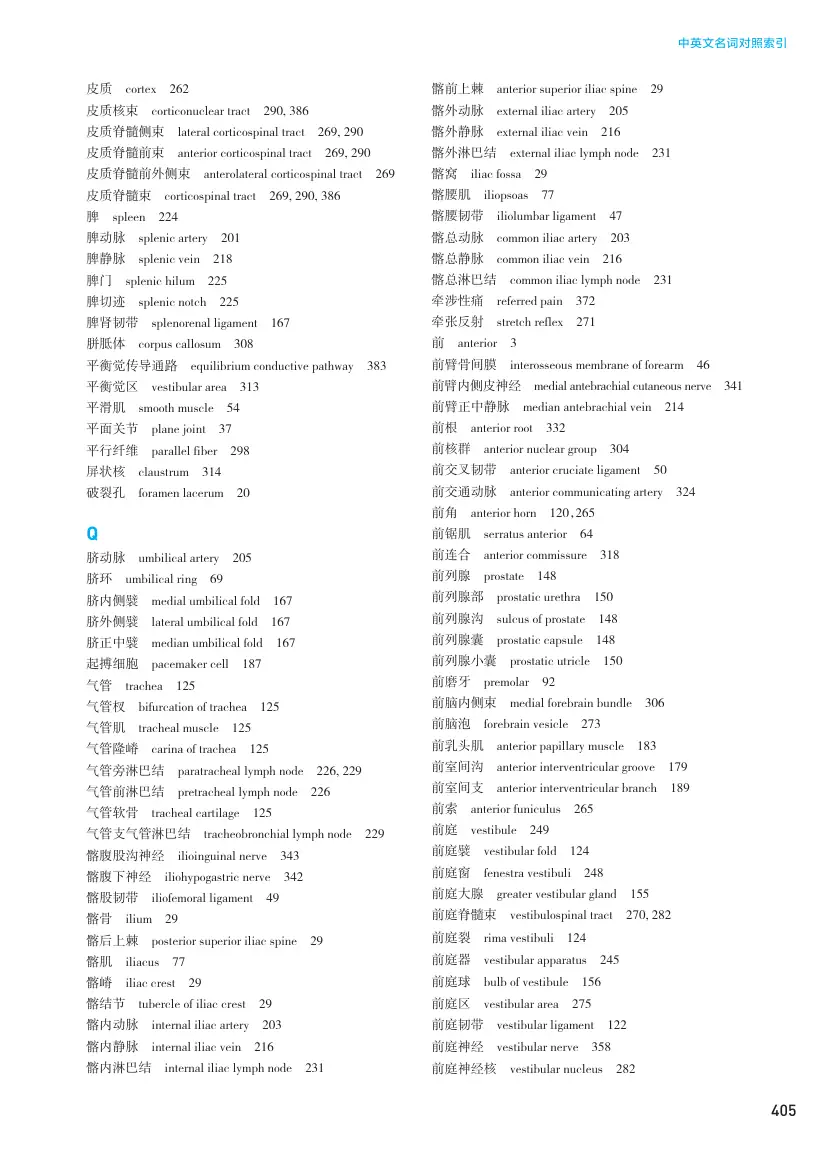 中英文名词对照索引
皮质 cortex 262
皮质核束 corticonuclear tract 290, 386
皮质脊髓侧束 lateral corticospinal tract 269, 290
皮质脊髓前束 anterior corticospinal tract 269, 290
皮质脊髓前外侧束 anterolateral corticospinal tract 269
皮质脊髓束 corticospinal tract 269, 290, 386
脾 spleen 224
脾动脉 splenic artery 201
脾静脉 splenic vein 218
脾门 splenic hilum 225
脾切迹 splenic notch 225
脾肾韧带 splenorenal ligament 167
胼胝体 corpus callosum 308
平衡觉传导通路 equilibrium conductive pathway 383
平衡觉区 vestibular area 313
平滑肌 smooth muscle 54
平面关节 plane joint 37
平行纤维 parallel fiber 298
屏状核 claustrum 314
破裂孔 foramen lacerum 20
Q
脐动脉 umbilical artery 205
脐环 umbilical ring 69
脐内侧襞 medial umbilical fold 167
脐外侧襞 lateral umbilical fold 167
脐正中襞 median umbilical fold 167
起搏细胞 pacemaker cell 187
气管 trachea 125
气管杈 bifurcation of trachea 125
气管肌 tracheal muscle 125
气管隆嵴 carina of trachea 125
气管旁淋巴结 paratracheal lymph node 226, 229
气管前淋巴结 pretracheal lymph node 226
气管软骨 tracheal cartilage 125
气管支气管淋巴结 tracheobronchial lymph node 229
髂腹股沟神经 ilioinguinal nerve 343
髂腹下神经 iliohypogastric nerve 342
髂股韧带 iliofemoral ligament 49
髂骨 ilium 29
髂后上棘 posterior superior iliac spine 29
髂肌 iliacus 77
髂嵴 iliac crest 29
髂结节 tubercle of iliac crest 29
髂内动脉 internal iliac artery 203
髂内静脉 internal iliac vein 216
髂内淋巴结 internal iliac lymph node 231
髂前上棘 anterior superior iliac spine 29
髂外动脉 external iliac artery 205
髂外静脉 external iliac vein 216
髂外淋巴结 external iliac lymph node 231
髂窝 iliac fossa 29
髂腰肌 iliopsoas 77
髂腰韧带 iliolumbar ligament 47
髂总动脉 common iliac artery 203
髂总静脉 common iliac vein 216
髂总淋巴结 common iliac lymph node 231
牵涉性痛 referred pain 372
牵张反射 stretch reflex 271
前 anterior 3
前臂骨间膜 interosseous membrane of forearm 46
前臂内侧皮神经 medial antebrachial cutaneous nerve 341
前臂正中静脉 median antebrachial vein 214
前根 anterior root 332
前核群 anterior nuclear group 304
前交叉韧带 anterior cruciate ligament 50
前交通动脉 anterior communicating artery 324
前角 anterior horn 120,265
前锯肌 serratus anterior 64
前连合 anterior commissure 318
前列腺 prostate 148
前列腺部 prostatic urethra 150
前列腺沟 sulcus of prostate 148
前列腺囊 prostatic capsule 148
前列腺小囊 prostatic utricle 150
前磨牙 premolar 92
前脑内侧束 medial forebrain bundle 306
前脑泡 forebrain vesicle 273
前乳头肌 anterior papillary muscle 183
前室间沟 anterior interventricular groove 179
前室间支 anterior interventricular branch 189
前索 anterior funiculus 265
前庭 vestibule 249
前庭襞 vestibular fold 124
前庭窗 fenestra vestibuli 248
前庭大腺 greater vestibular gland 155
前庭脊髓束 vestibulospinal tract 270, 282
前庭裂 rima vestibuli 124
前庭器 vestibular apparatus 245
前庭球 bulb of vestibule 156
前庭区 vestibular area 275
前庭韧带 vestibular ligament 122
前庭神经 vestibular nerve 358
前庭神经核 vestibular nucleus 282
405